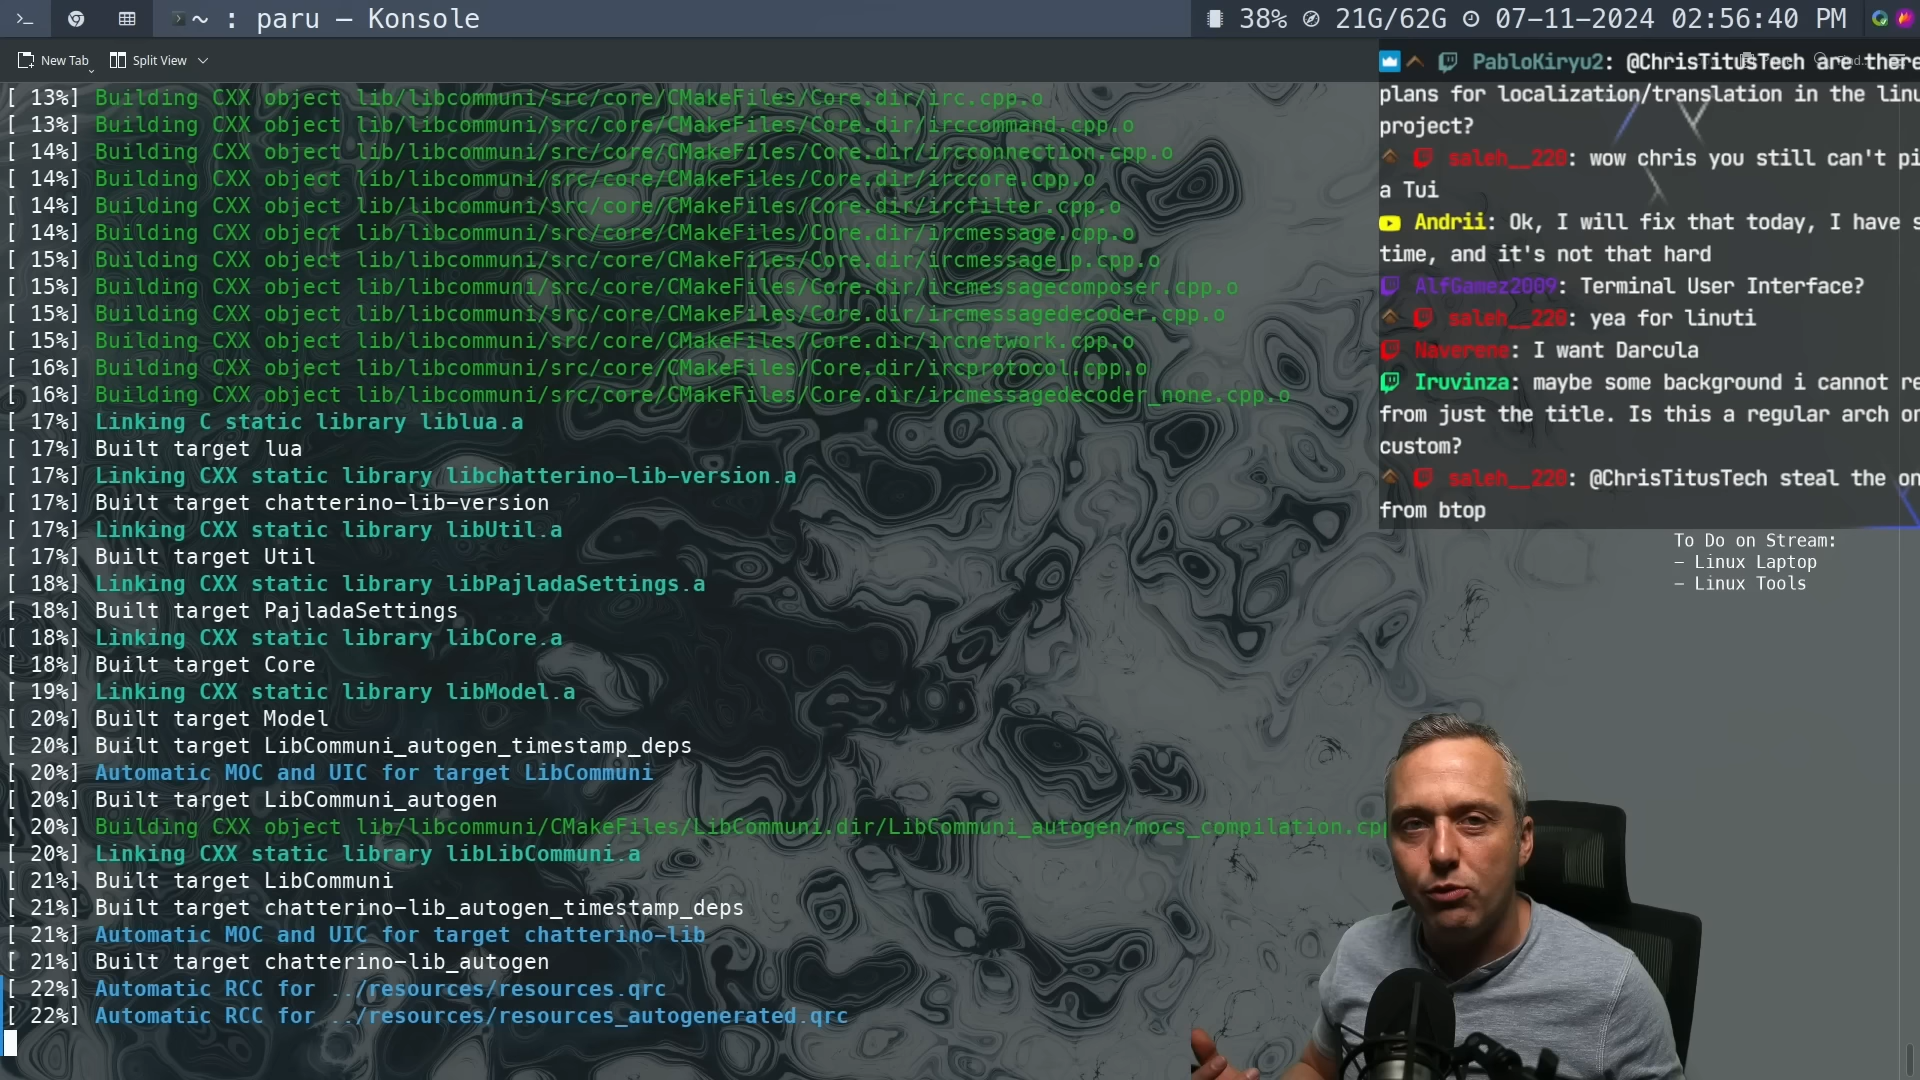 ~ : paru — Konsole
38% 21G/62G 07-11-2024 02:56:40 PM
New Tab Split View
[ 13%] Building CXX object lib/libcommuni/src/core/CMakeFiles/Core.dir/irc.cpp.o
[ 13%] Building CXX object lib/libcommuni/src/core/CMakeFiles/Core.dir/irccommand.cpp.o
[ 14%] Building CXX object lib/libcommuni/src/core/CMakeFiles/Core.dir/ircconnection.cpp.o
[ 14%] Building CXX object lib/libcommuni/src/core/CMakeFiles/Core.dir/irccore.cpp.o
[ 14%] Building CXX object lib/libcommuni/src/core/CMakeFiles/Core.dir/ircfilter.cpp.o
[ 14%] Building CXX object lib/libcommuni/src/core/CMakeFiles/Core.dir/ircmessage.cpp.o
[ 15%] Building CXX object lib/libcommuni/src/core/CMakeFiles/Core.dir/ircmessage_p.cpp.o
[ 15%] Building CXX object lib/libcommuni/src/core/CMakeFiles/Core.dir/ircmessagecomposer.cpp.o
[ 15%] Building CXX object lib/libcommuni/src/core/CMakeFiles/Core.dir/ircmessagedecoder.cpp.o
[ 15%] Building CXX object lib/libcommuni/src/core/CMakeFiles/Core.dir/ircnetwork.cpp.o
[ 16%] Building CXX object lib/libcommuni/src/core/CMakeFiles/Core.dir/ircprotocol.cpp.o
[ 16%] Building CXX object lib/libcommuni/src/core/CMakeFiles/Core.dir/ircmessagedecoder_none.cpp.o
[ 17%] Linking C static library liblua.a
[ 17%] Built target lua
[ 17%] Linking CXX static library libchatterino-lib-version.a
[ 17%] Built target chatterino-lib-version
[ 17%] Linking CXX static library libUtil.a
[ 17%] Built target Util
[ 18%] Linking CXX static library libPajladaSettings.a
[ 18%] Built target PajladaSettings
[ 18%] Linking CXX static library libCore.a
[ 18%] Built target Core
[ 19%] Linking CXX static library libModel.a
[ 20%] Built target Model
[ 20%] Built target LibCommuni_autogen_timestamp_deps
[ 20%] Automatic MOC and UIC for target LibCommuni
[ 20%] Built target LibCommuni_autogen
[ 20%] Building CXX object lib/libcommuni/CMakeFiles/LibCommuni.dir/LibCommuni_autogen/mocs_compilation.cpp
[ 20%] Linking CXX static library libLibCommuni.a
[ 21%] Built target LibCommuni
[ 21%] Built target chatterino-lib_autogen_timestamp_deps
[ 21%] Automatic MOC and UIC for target chatterino-lib
[ 21%] Built target chatterino-lib_autogen
[ 22%] Automatic RCC for ../resources/resources.qrc
[ 22%] Automatic RCC for ../resources/resources_autogenerated.qrc
PabloKiryu2: @ChrisTitusTech are there
plans for localization/translation in the linu
project?
saleh__220: wow chris you still can't pi
a Tui
Andrii: Ok, I will fix that today, I have s
time, and it's not that hard
AlfGamez2009: Terminal User Interface?
saleh__220: yea for linuti
Naverene: I want Darcula
Iruvinza: maybe some background i cannot re
from just the title. Is this a regular arch or
custom?
saleh__220: @ChrisTitusTech steal the on
from btop
To Do on Stream:
- Linux Laptop
- Linux Tools